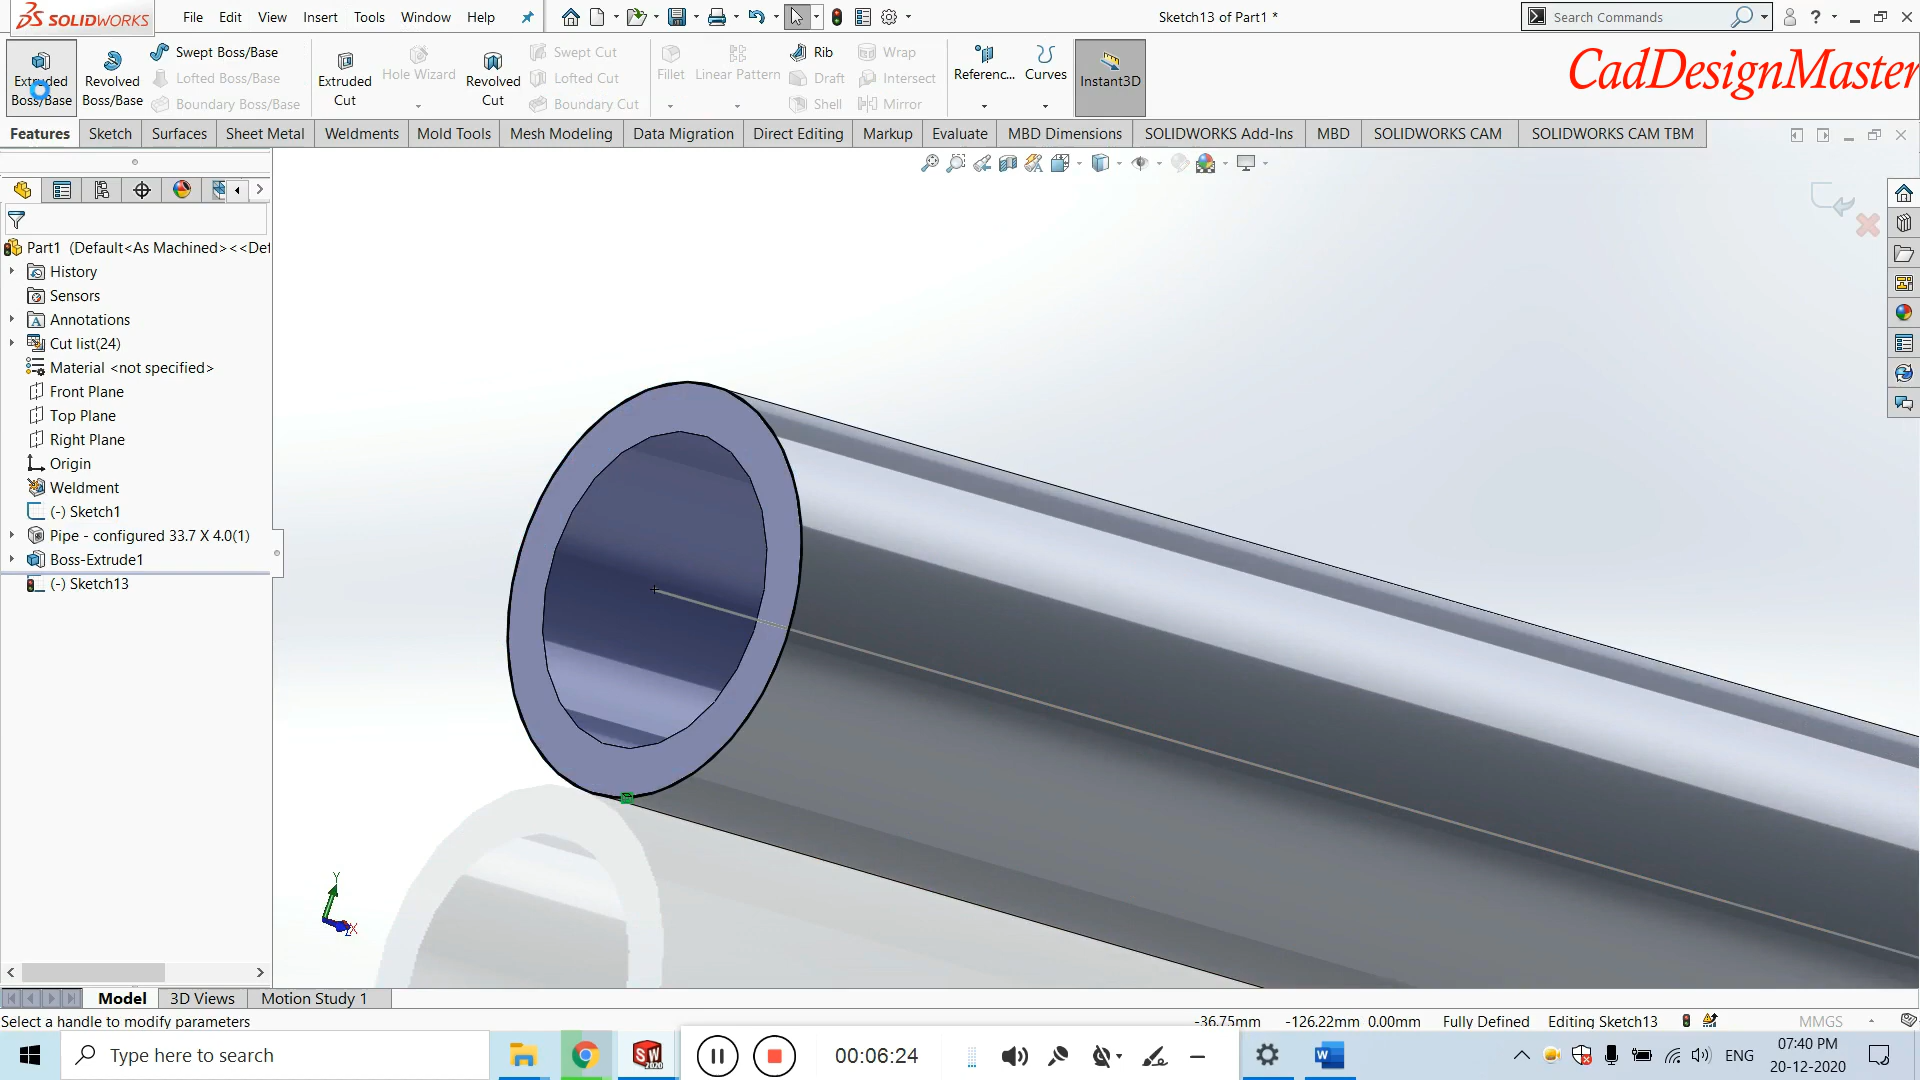 SOLIDWORKS File Edit View Insert Tools Window Help Sketch13 of Part1 * Search Commands ?
CadDesignMaster
Extruded Boss/Base
Revolved Boss/Base
Swept Boss/Base
Lofted Boss/Base
Boundary Boss/Base
Extruded Cut
Hole Wizard
Revolved Cut
Swept Cut
Lofted Cut
Boundary Cut
Fillet
Linear Pattern
Rib
Draft
Shell
Wrap
Intersect
Mirror
Referenc...
Curves
Instant3D
Features Sketch Surfaces Sheet Metal Weldments Mold Tools Mesh Modeling Data Migration Direct Editing Markup Evaluate MBD Dimensions SOLIDWORKS Add-Ins MBD SOLIDWORKS CAM SOLIDWORKS CAM TBM
Part1 (Default<As Machined><<Def
History
Sensors
Annotations
Cut list(24)
Material <not specified>
Front Plane
Top Plane
Right Plane
Origin
Weldment
(-) Sketch1
Pipe - configured 33.7 X 4.0(1)
Boss-Extrude1
(-) Sketch13
Y
X
Model 3D Views Motion Study 1
Select a handle to modify parameters -36.75mm -126.22mm 0.00mm Fully Defined Editing Sketch13 MMGS
Type here to search 00:06:24 ENG 07:40 PM
20-12-2020